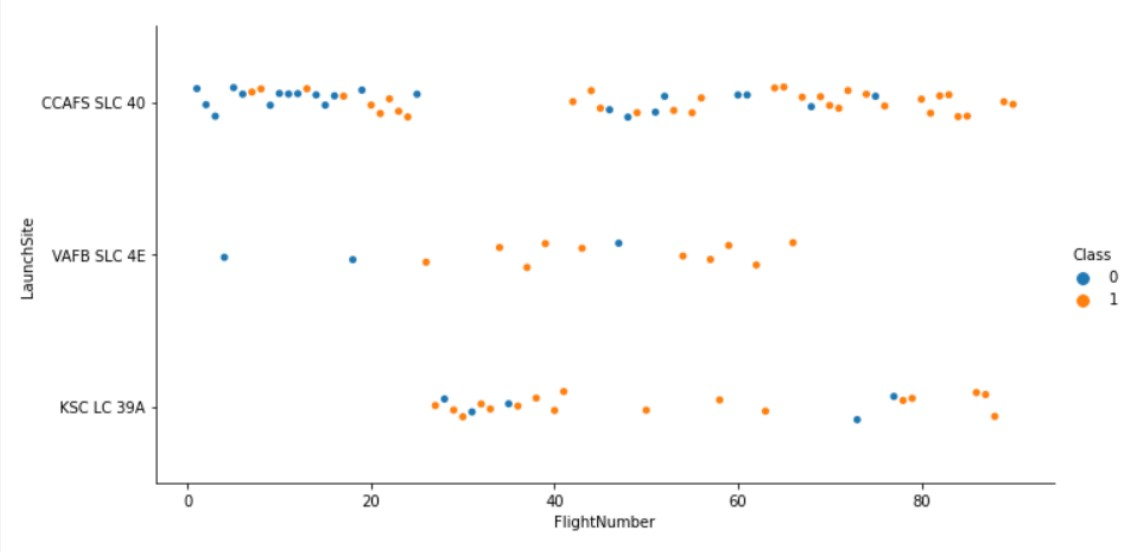 CCAFS SLC 40
VAFB SLC 4E
KSC LC 39A
LaunchSite
0 20 40 60 80
FlightNumber
Class
0
1